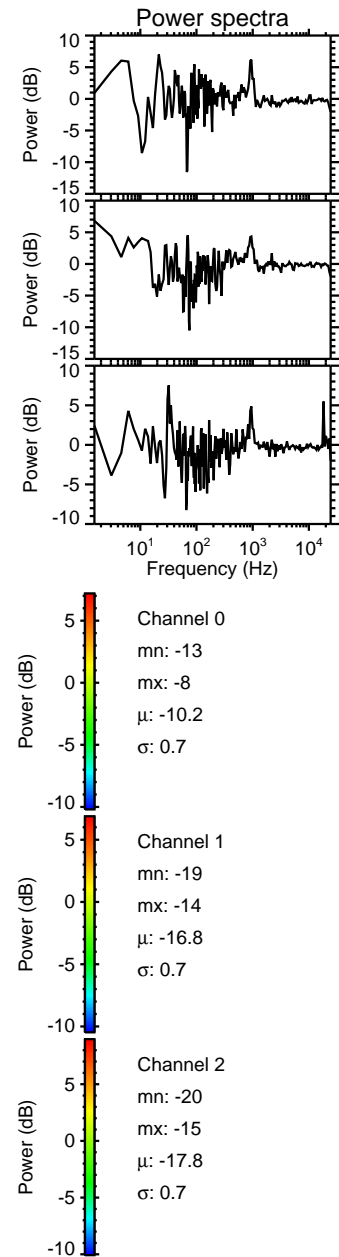 Power spectra
Power (dB)
10
5
0
-5
-10
-15
Power (dB)
10
5
0
-5
-10
-15
Power (dB)
10
5
0
-5
-10
10^1 10^2 10^3 10^4
Frequency (Hz)
Power (dB)
5
0
-5
-10
Channel 0
mn: -13
mx: -8
μ: -10.2
σ: 0.7
Power (dB)
5
0
-5
-10
Channel 1
mn: -19
mx: -14
μ: -16.8
σ: 0.7
Power (dB)
5
0
-5
-10
Channel 2
mn: -20
mx: -15
μ: -17.8
σ: 0.7